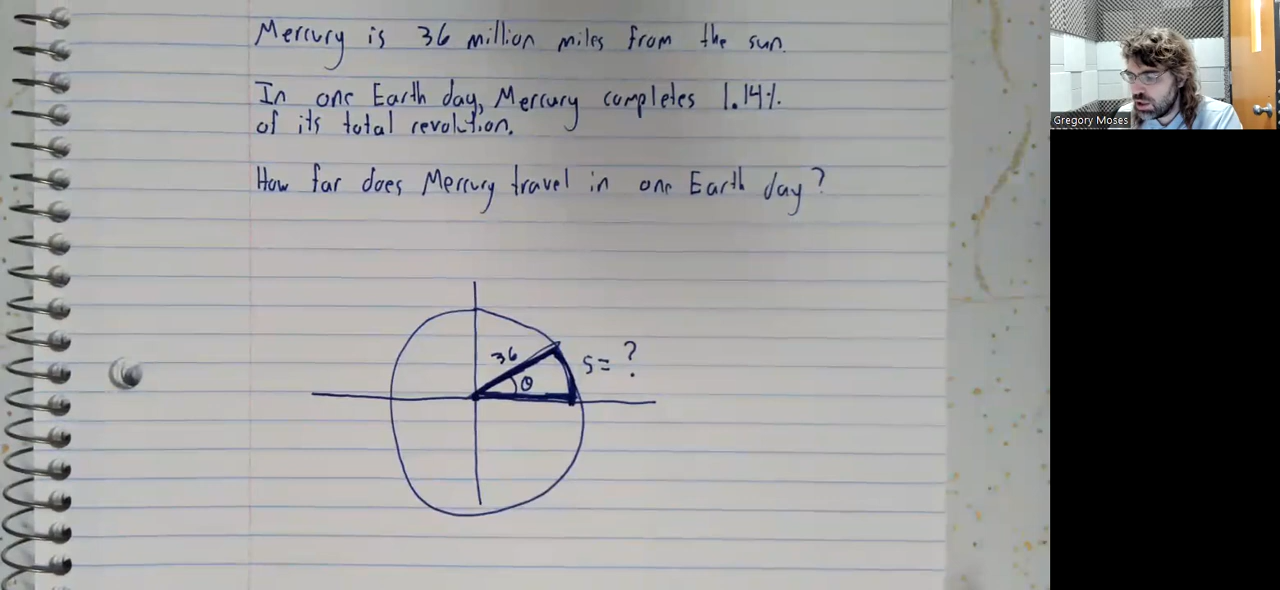 Mercury is 36 million miles from the sun.
In one Earth day, Mercury completes 1.14%
of its total revolution.
How far does Mercury travel in one Earth day?
36
θ
s = ?
Gregory Moses